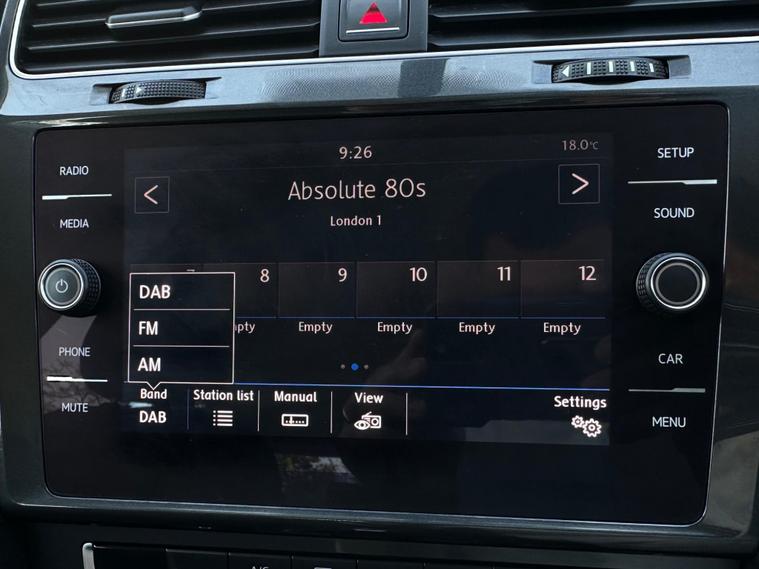 9:26
18.0°C
RADIO
SETUP
Absolute 80s
London 1
MEDIA
SOUND
8
9
10
11
12
DAB
FM
AM
Empty
Empty
Empty
Empty
PHONE
CAR
Band
DAB
Station list
Manual
View
Settings
MUTE
MENU